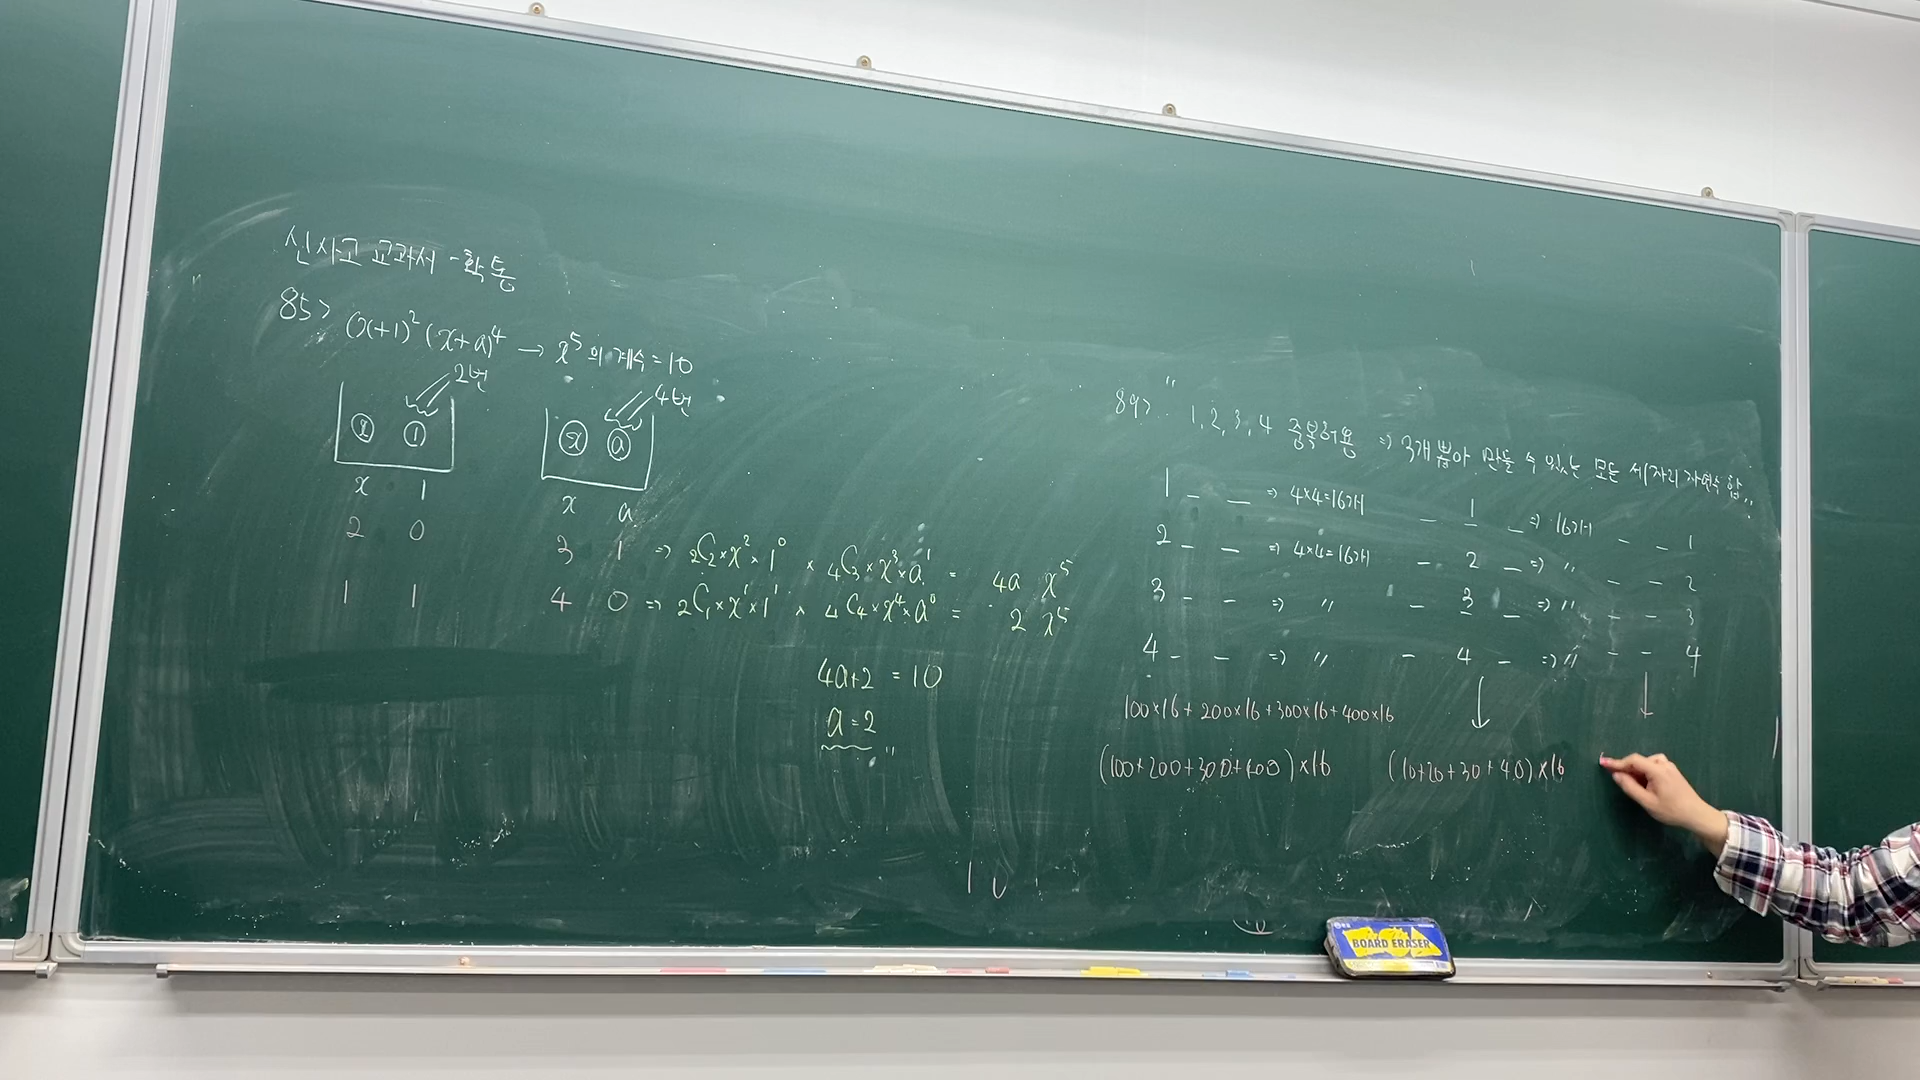 신사고 교과서 - 확통
85> (x+1)² (x+a)⁴ → x⁵의 계수 = 10
2번
4번
x 1
x a
x 1
x a
2 0
3 1 ⇒ ₂C₂×x²×1⁰ × ₄C₃×x³×a¹ = 4a x⁵
1 1
4 0 ⇒ ₂C₁×x¹×1¹ × ₄C₄×x⁴×a⁰ = 2 x⁵
4a+2 = 10
a = 2
89> " 1, 2, 3, 4 중복허용 ⇒ 3개 뽑아 만들 수 있는 모든 세자리 자연수 합"
1 _ _ ⇒ 4×4=16개 _ 1 _ ⇒ 16개 _ _ 1
2 _ _ ⇒ 4×4=16개 _ 2 _ ⇒ " _ _ 2
3 _ _ ⇒ " _ 3 _ ⇒ " _ _ 3
4 _ _ ⇒ " _ 4 _ ⇒ " _ _ 4
100×16 + 200×16 + 300×16 + 400×16
(100+200+300+400)×16 (10+20+30+40)×16
BOARD ERASER